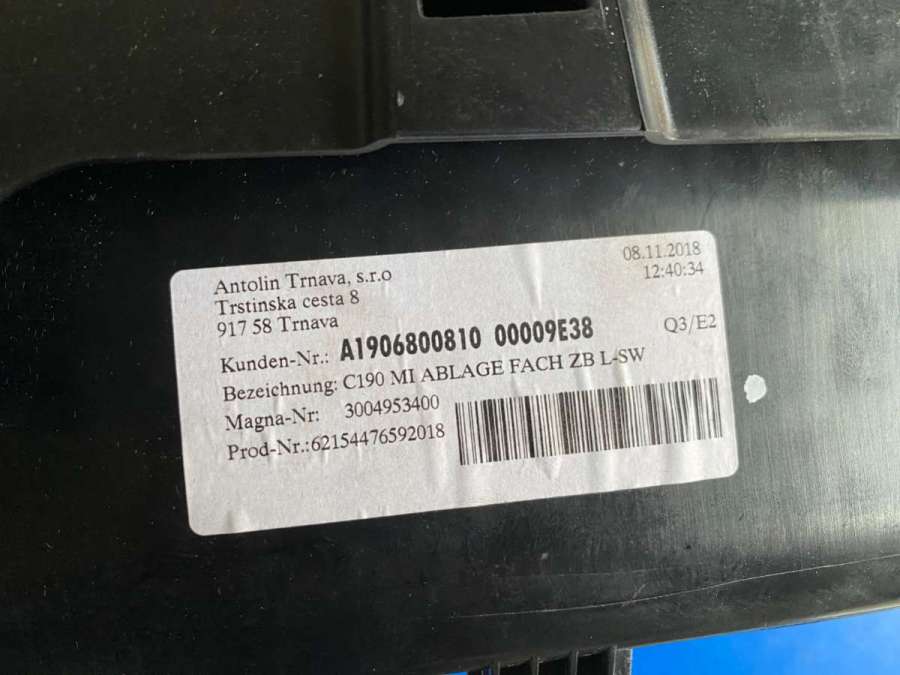 Antolin Trnava, s.r.o
Trstinska cesta 8
917 58 Trnava
08.11.2018
12:40:34
Kunden-Nr.: A1906800810 00009E38
Q3/E2
Bezeichnung: C190 MI ABLAGE FACH ZB L-SW
Magna-Nr: 3004953400
Prod-Nr.:62154476592018